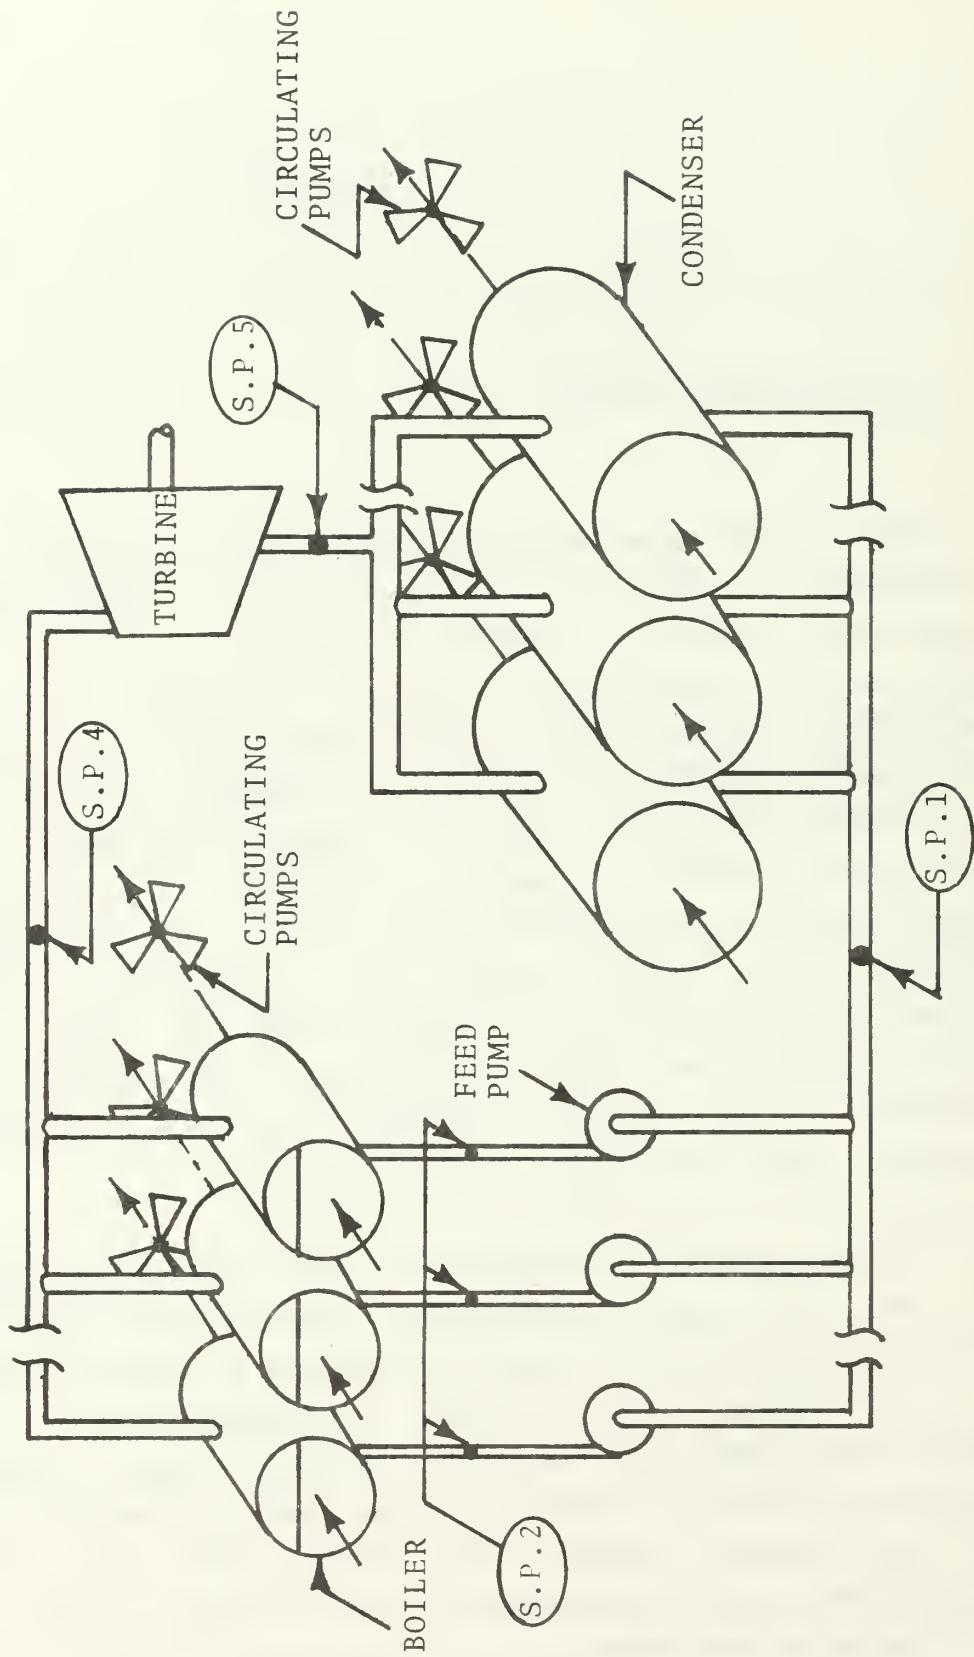 S.P.4
TURBINE
S.P.5
CIRCULATING
PUMPS
CIRCULATING
PUMPS
BOILER
S.P.2
FEED
PUMP
CONDENSER
S.P.1